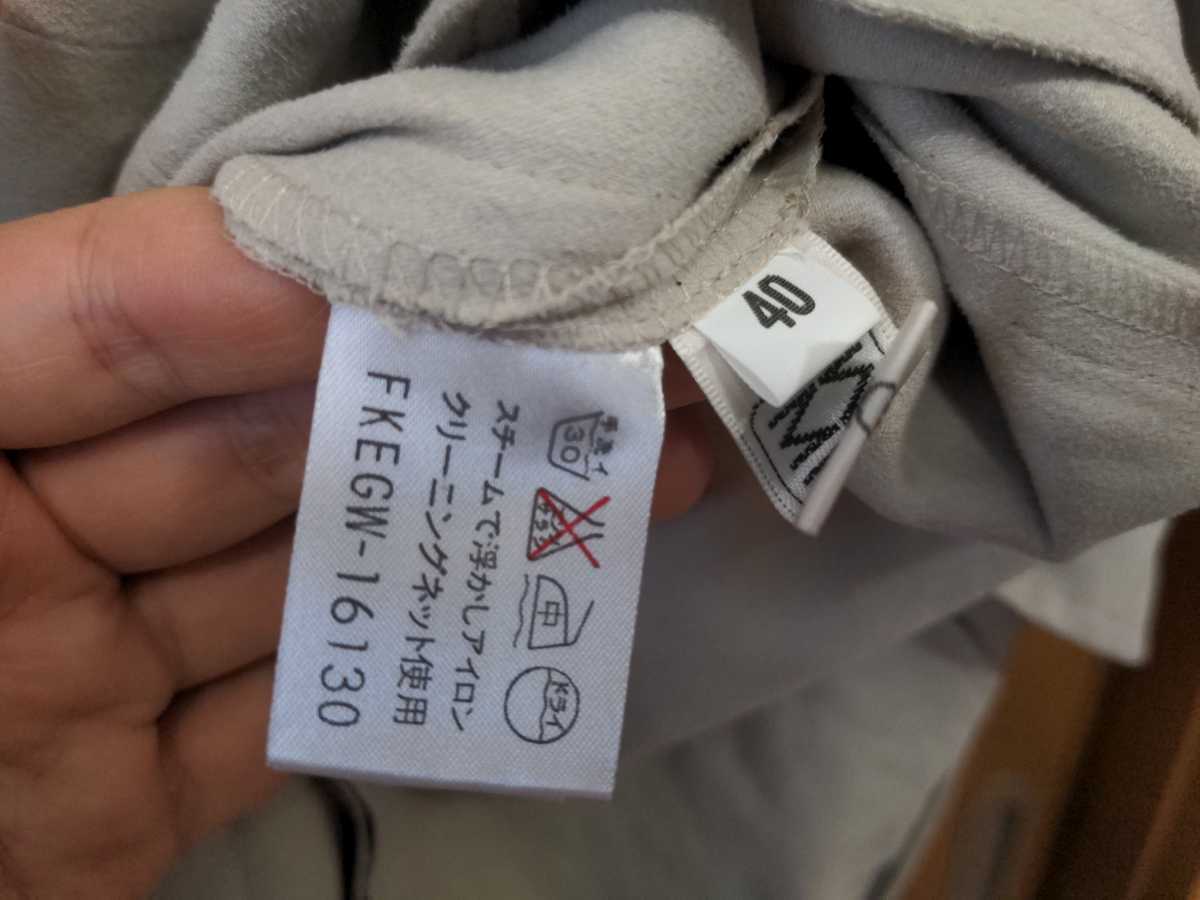 手洗イ
30
エンソ
サラシ
中
ドライ
スチームで浮かしアイロン
クリーニングネット使用
FKEGW-16130
40